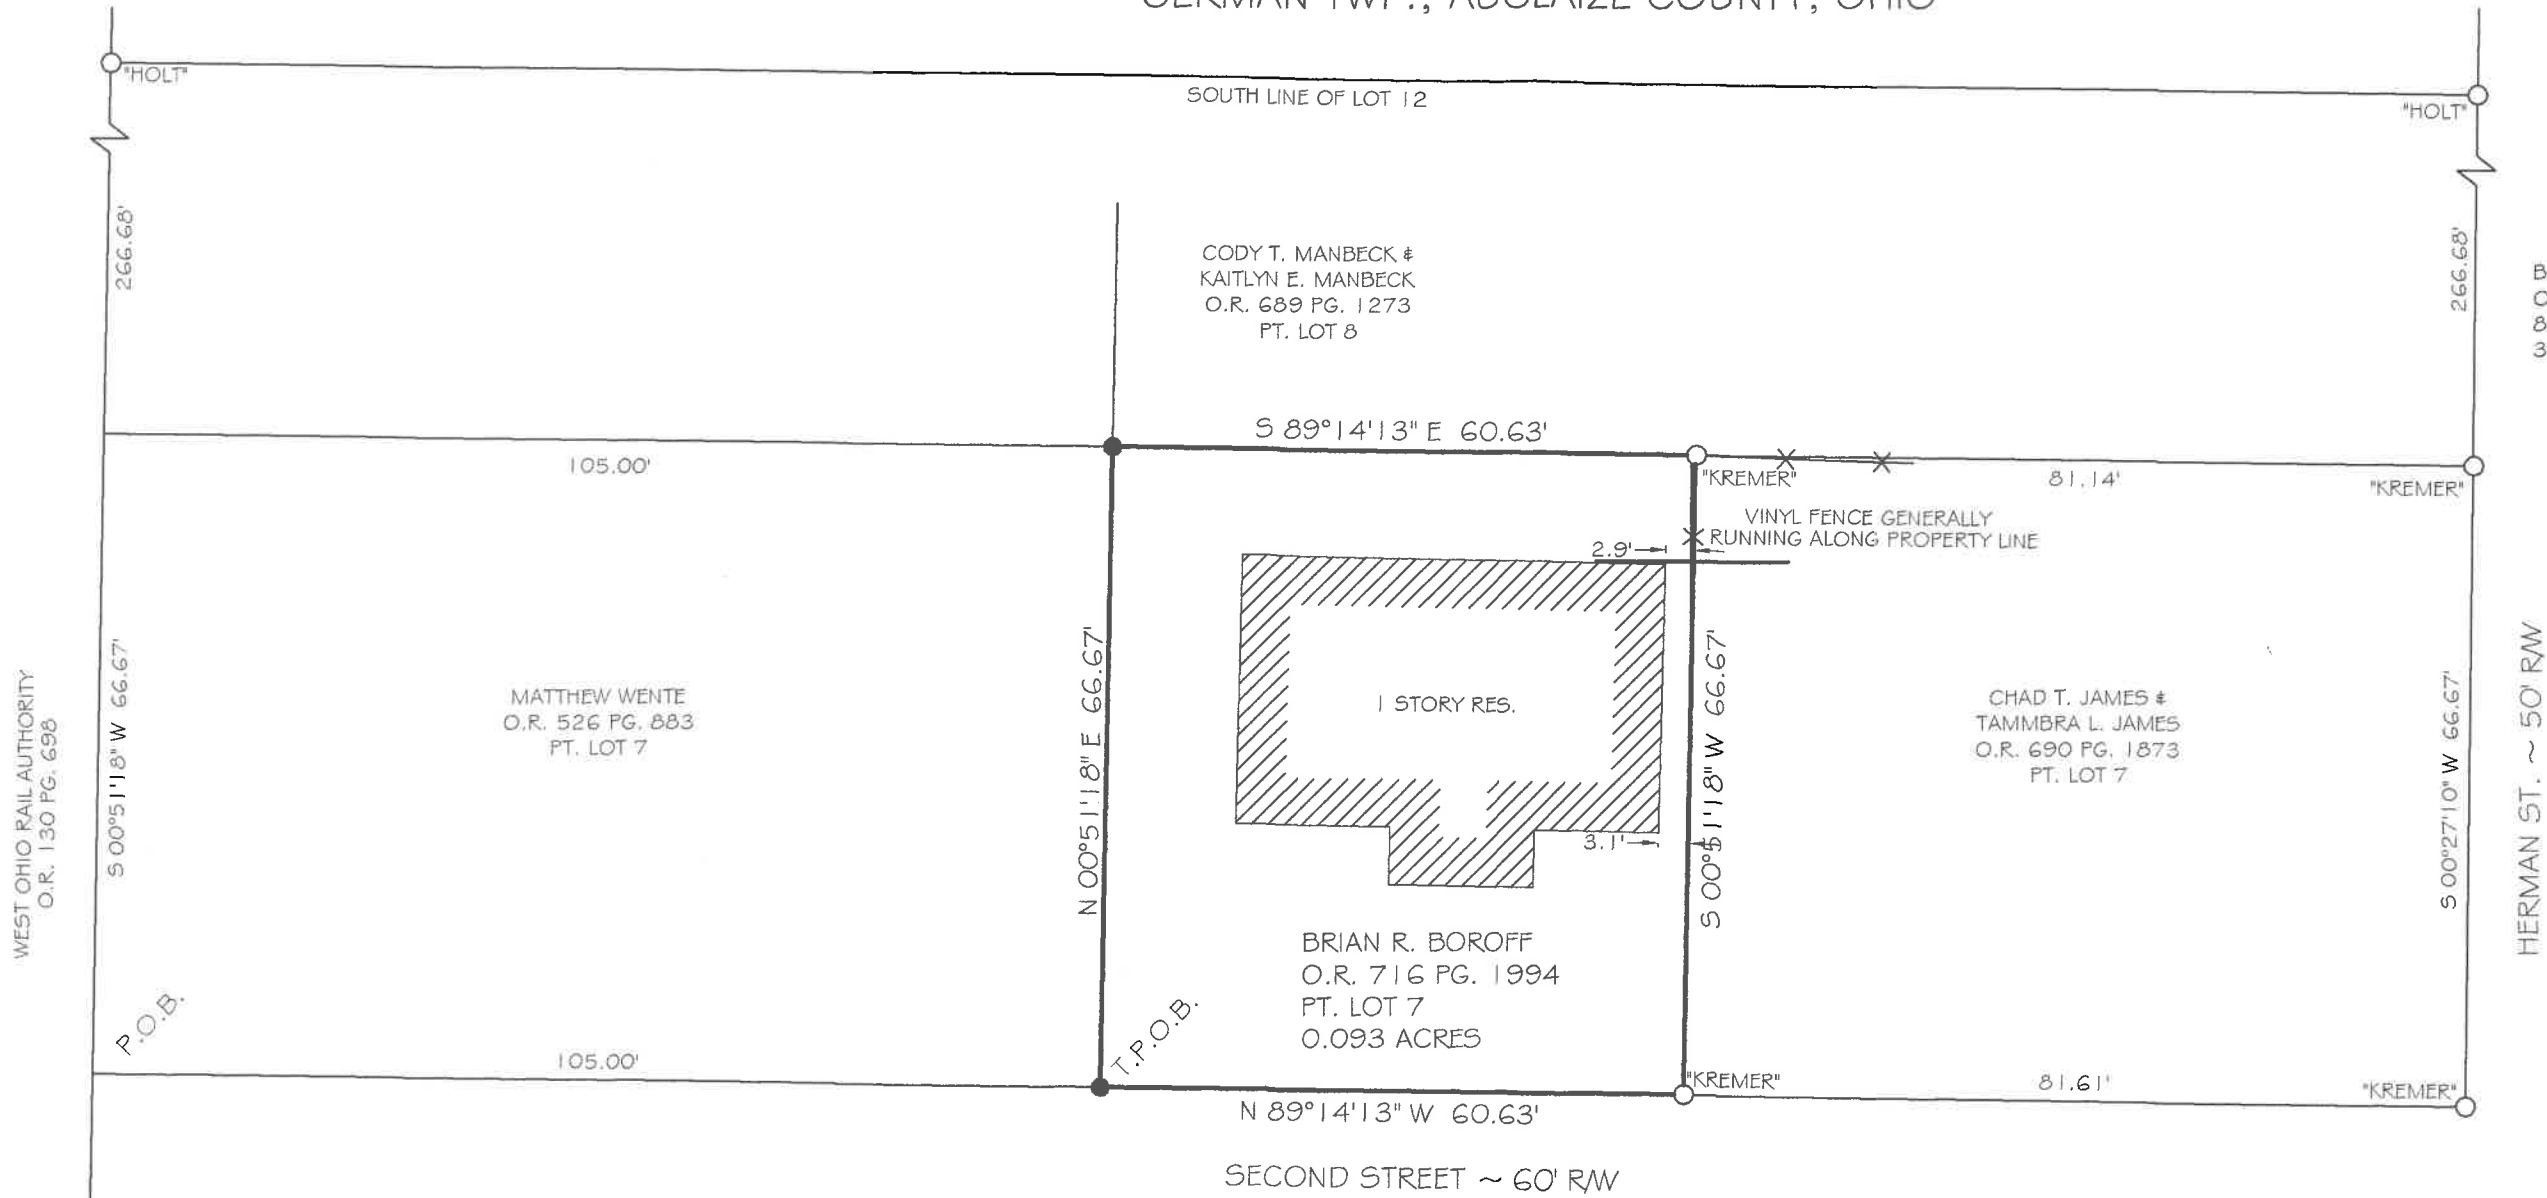 "HOLT"
SOUTH LINE OF LOT 12
"HOLT"
266.68'
CODY T. MANBECK &
KAITLYN E. MANBECK
O.R. 689 PG. 1273
PT. LOT 8
266.68'
S 89°14'13" E 60.63'
105.00'
"KREMER"
81.14'
"KREMER"
VINYL FENCE GENERALLY
RUNNING ALONG PROPERTY LINE
2.9'
WEST OHIO RAIL AUTHORITY
O.R. 130 PG. 698
S 00°51'18" W 66.67'
MATTHEW WENTE
O.R. 526 PG. 883
PT. LOT 7
N 00°51'18" E 66.67'
1 STORY RES.
S 00°51'18" W 66.67'
CHAD T. JAMES &
TAMMBRA L. JAMES
O.R. 690 PG. 1873
PT. LOT 7
S 00°27'10" W 66.67'
HERMAN ST. ~ 50' R/W
3.1'
BRIAN R. BOROFF
O.R. 716 PG. 1994
PT. LOT 7
0.093 ACRES
P.O.B.
T.P.O.B.
105.00'
"KREMER"
81.61'
"KREMER"
N 89°14'13" W 60.63'
SECOND STREET ~ 60' R/W